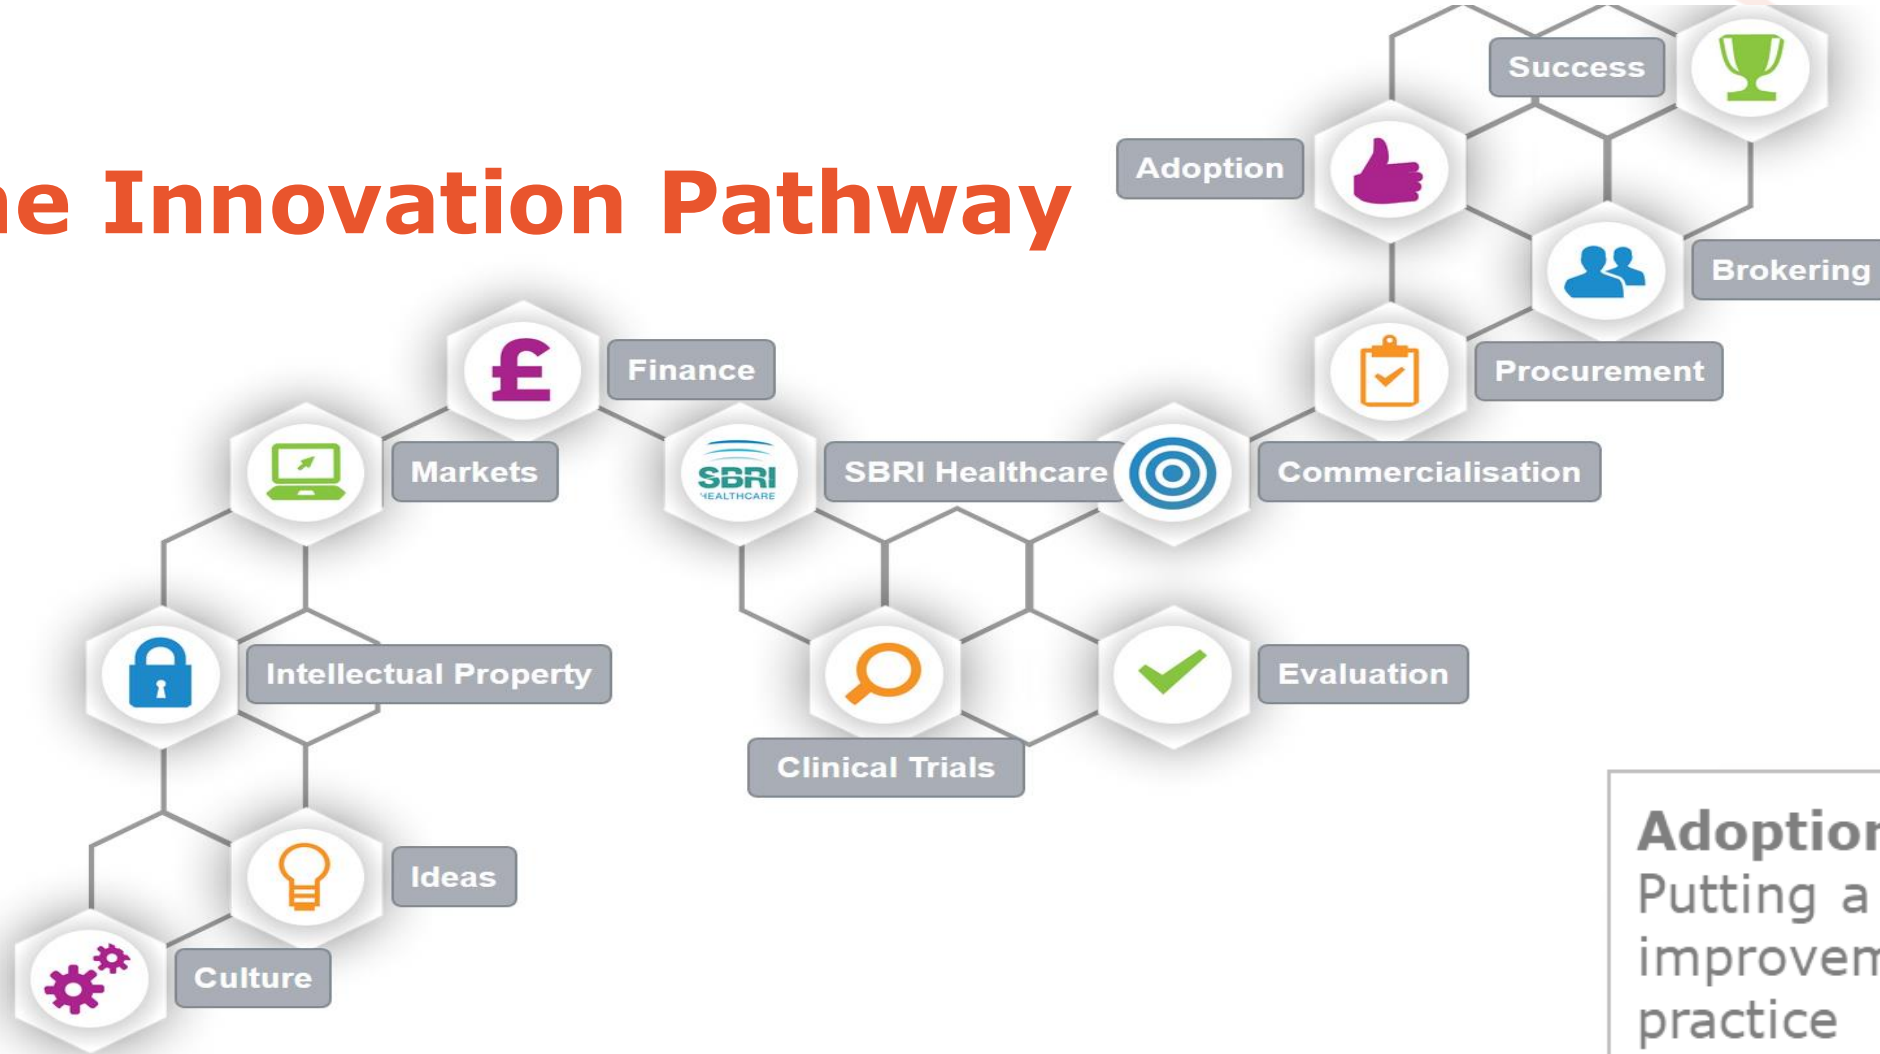 Success
Adoption
ne Innovation Pathway
Brokering
£
Finance
Procurement
Markets
SBRI
HEALTHCARE
SBRI Healthcare
Commercialisation
Intellectual Property
Evaluation
Clinical Trials
Ideas
Culture
Adoption
Putting a
improvem
practice